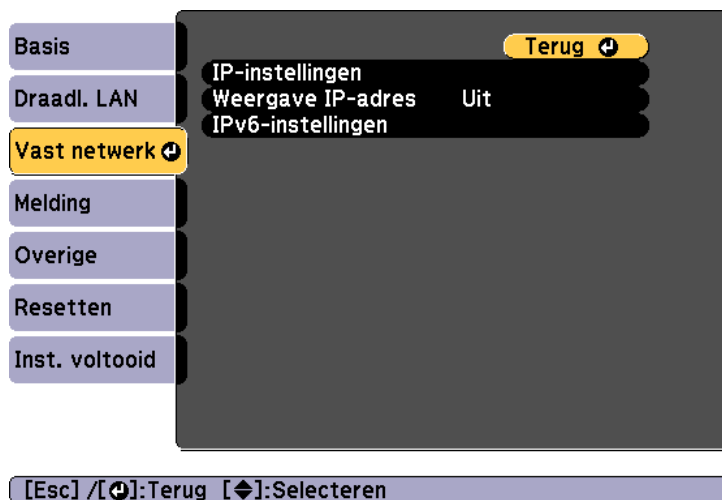 Basis
Draadl. LAN
Vast netwerk
Melding
Overige
Resetten
Inst. voltooid
Terug
IP-instellingen
Weergave IP-adres Uit
IPv6-instellingen
[Esc] /[⏎]:Terug [◆]:Selecteren